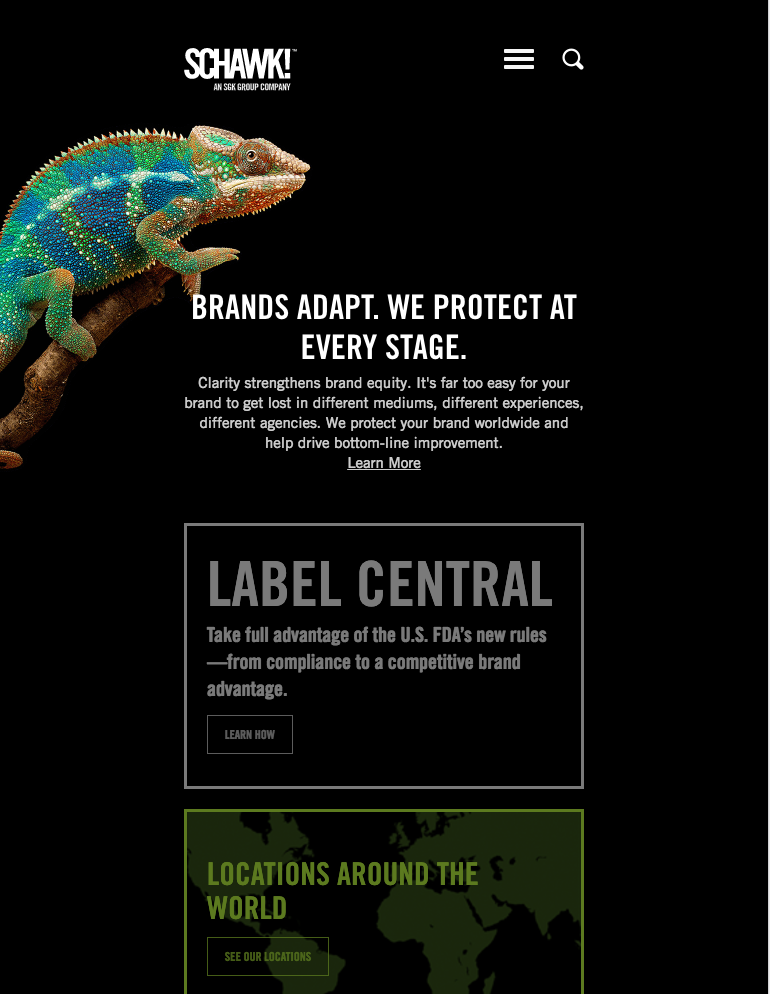 SCHAWK!™
AN SGK GROUP COMPANY
BRANDS ADAPT. WE PROTECT AT
EVERY STAGE.
Clarity strengthens brand equity. It's far too easy for your
brand to get lost in different mediums, different experiences,
different agencies. We protect your brand worldwide and
help drive bottom-line improvement.
Learn More
LABEL CENTRAL
Take full advantage of the U.S. FDA’s new rules
—from compliance to a competitive brand
advantage.
LEARN HOW
LOCATIONS AROUND THE
WORLD
SEE OUR LOCATIONS